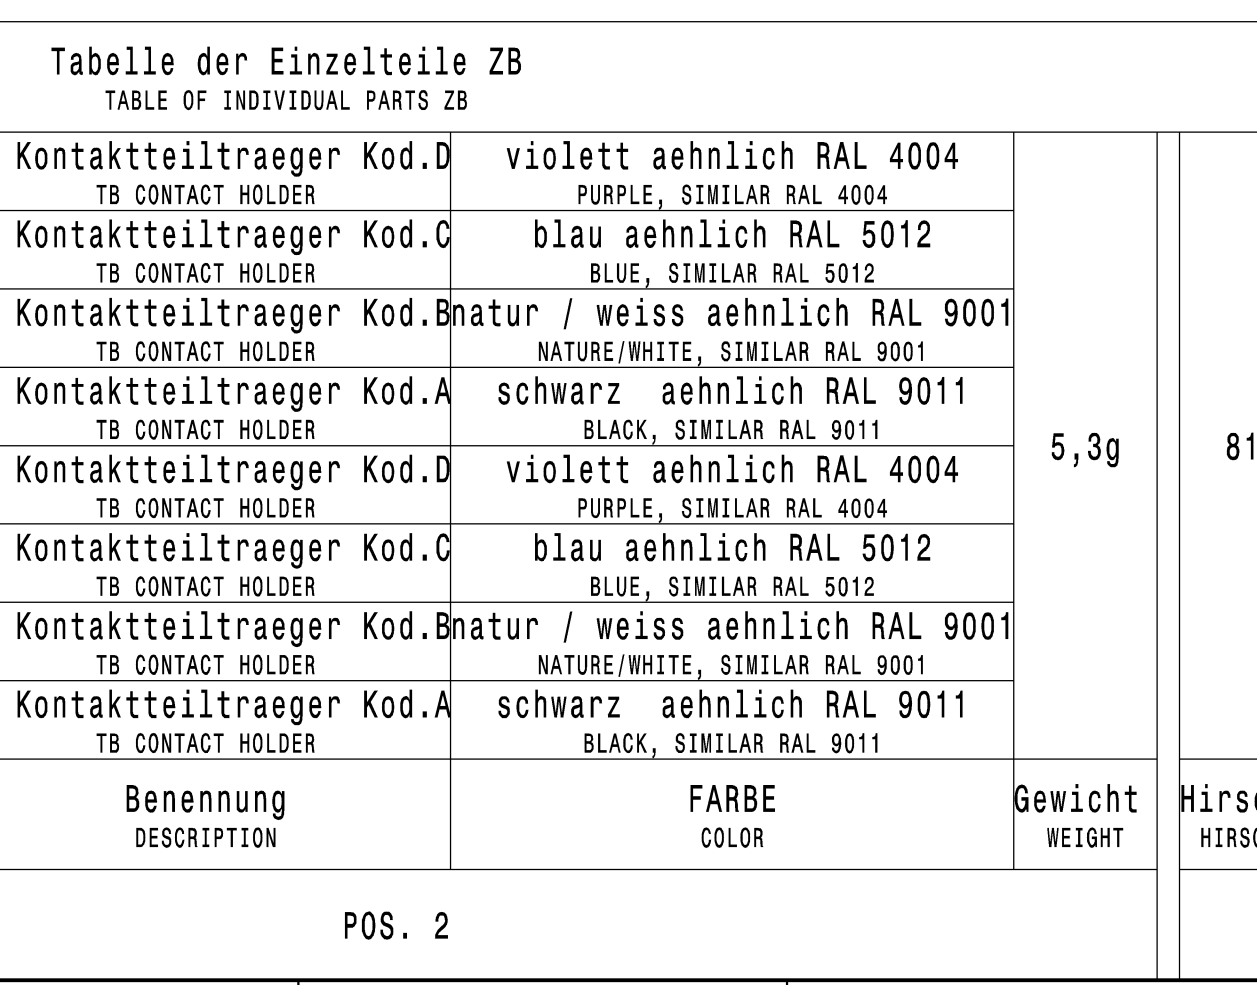 Tabelle der Einzelteile ZB
TABLE OF INDIVIDUAL PARTS ZB
Kontaktteiltraeger Kod.D violett aehnlich RAL 4004
TB CONTACT HOLDER PURPLE, SIMILAR RAL 4004
Kontaktteiltraeger Kod.C blau aehnlich RAL 5012
TB CONTACT HOLDER BLUE, SIMILAR RAL 5012
Kontaktteiltraeger Kod.B natur / weiss aehnlich RAL 9001
TB CONTACT HOLDER NATURE/WHITE, SIMILAR RAL 9001
Kontaktteiltraeger Kod.A schwarz aehnlich RAL 9011
TB CONTACT HOLDER BLACK, SIMILAR RAL 9011
5,3g 81
Kontaktteiltraeger Kod.D violett aehnlich RAL 4004
TB CONTACT HOLDER PURPLE, SIMILAR RAL 4004
Kontaktteiltraeger Kod.C blau aehnlich RAL 5012
TB CONTACT HOLDER BLUE, SIMILAR RAL 5012
Kontaktteiltraeger Kod.B natur / weiss aehnlich RAL 9001
TB CONTACT HOLDER NATURE/WHITE, SIMILAR RAL 9001
Kontaktteiltraeger Kod.A schwarz aehnlich RAL 9011
TB CONTACT HOLDER BLACK, SIMILAR RAL 9011
Benennung FARBE Gewicht
DESCRIPTION COLOR WEIGHT
POS. 2